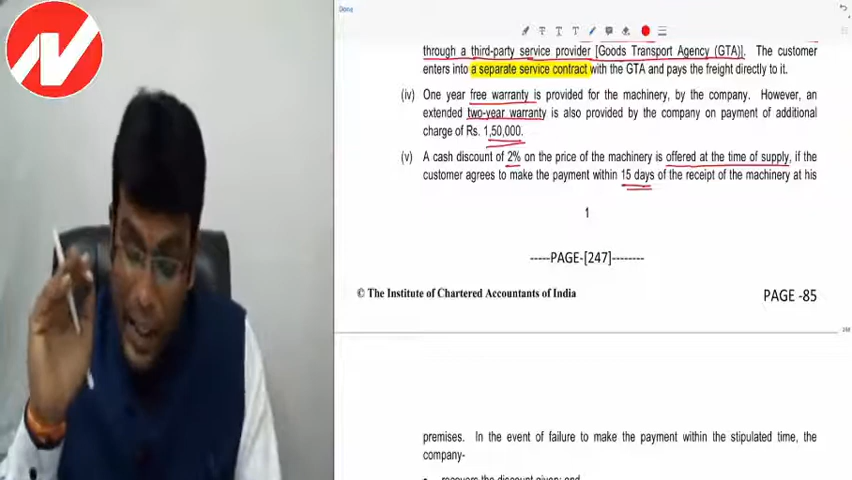 Done
through a third-party service provider [Goods Transport Agency (GTA)]. The customer
enters into a separate service contract with the GTA and pays the freight directly to it.
(iv) One year free warranty is provided for the machinery, by the company. However, an
extended two-year warranty is also provided by the company on payment of additional
charge of Rs. 1,50,000.
(v) A cash discount of 2% on the price of the machinery is offered at the time of supply, if the
customer agrees to make the payment within 15 days of the receipt of the machinery at his
1
-----PAGE-[247]--------
© The Institute of Chartered Accountants of India
PAGE -85
premises. In the event of failure to make the payment within the stipulated time, the
company-
• recovers the discount given; and